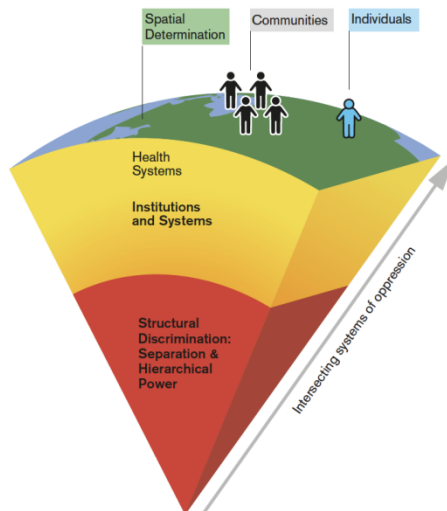 Spatial
Determination
Communities
Individuals
Health
Systems
Institutions
and Systems
Structural
Discrimination:
Separation &
Hierarchical
Power
Intersecting systems of oppression